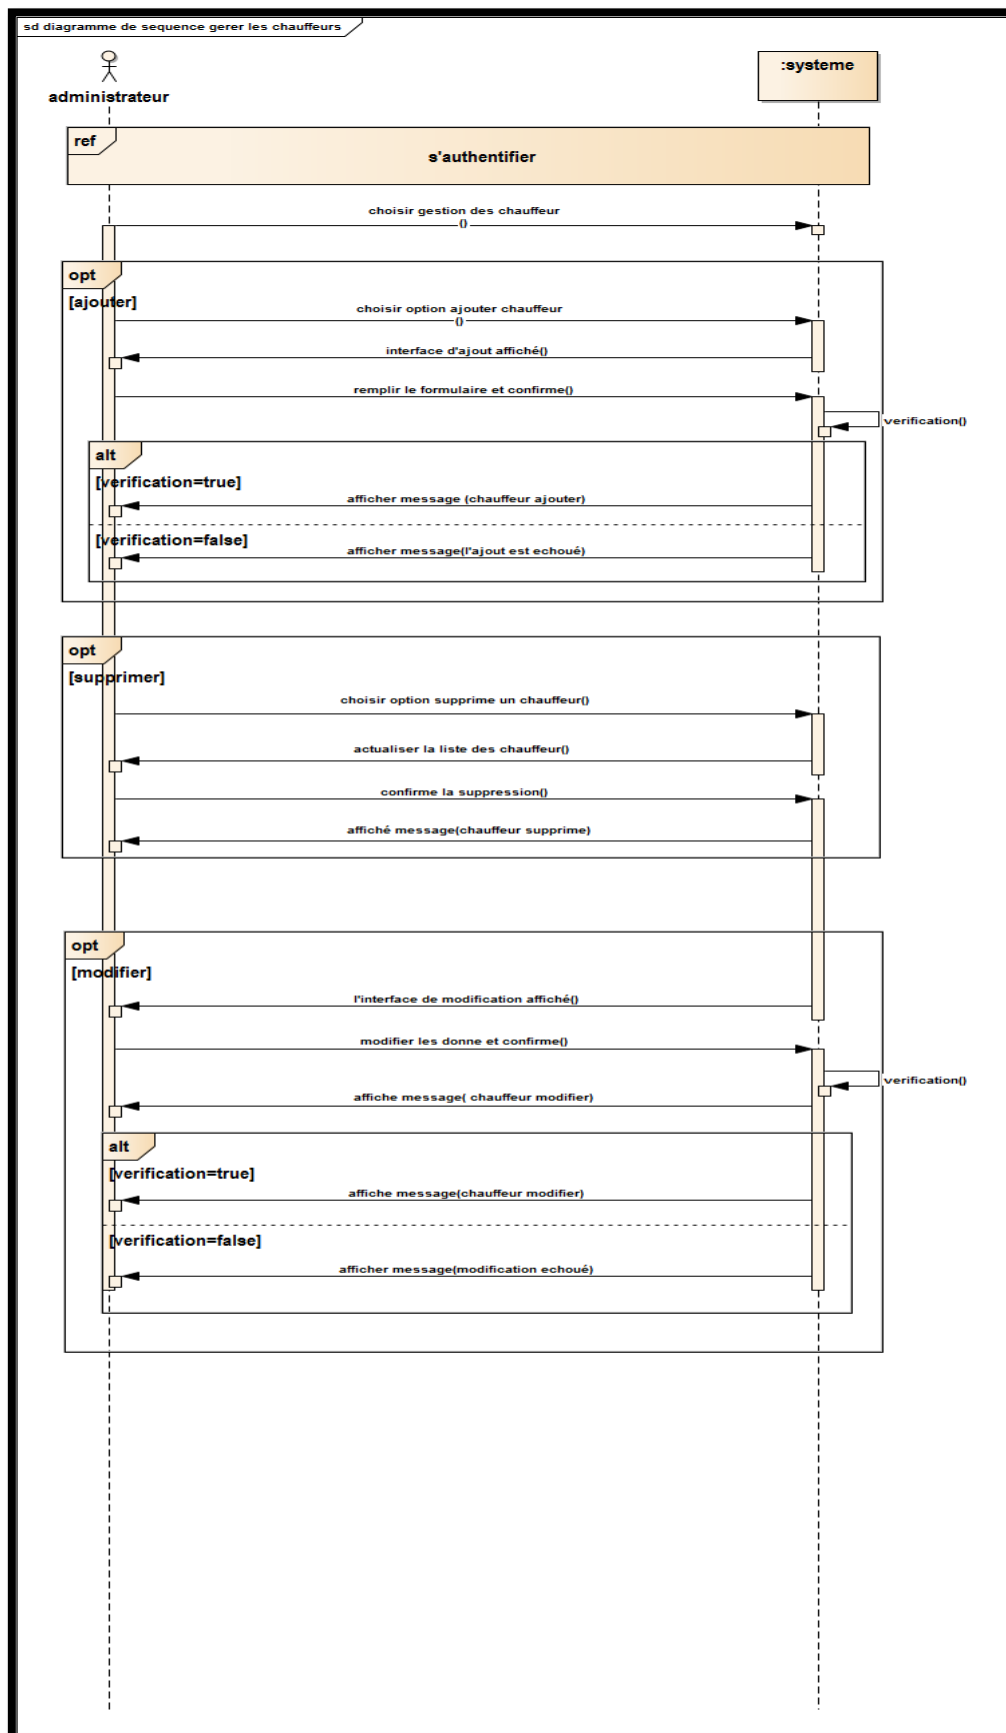 sd diagramme de sequence gerer les chauffeurs
administrateur
:systeme
ref
s'authentifier
choisir gestion des chauffeur
()
opt
[ajouter]
choisir option ajouter chauffeur
()
interface d'ajout affiché()
remplir le formulaire et confirme()
verification()
alt
[verification=true]
afficher message (chauffeur ajouter)
[verification=false]
afficher message(l'ajout est echoué)
opt
[supprimer]
choisir option supprime un chauffeur()
actualiser la liste des chauffeur()
confirme la suppression()
affiché message(chauffeur supprime)
opt
[modifier]
l'interface de modification affiché()
modifier les donne et confirme()
verification()
affiche message( chauffeur modifier)
alt
[verification=true]
affiche message(chauffeur modifier)
[verification=false]
afficher message(modification echoué)